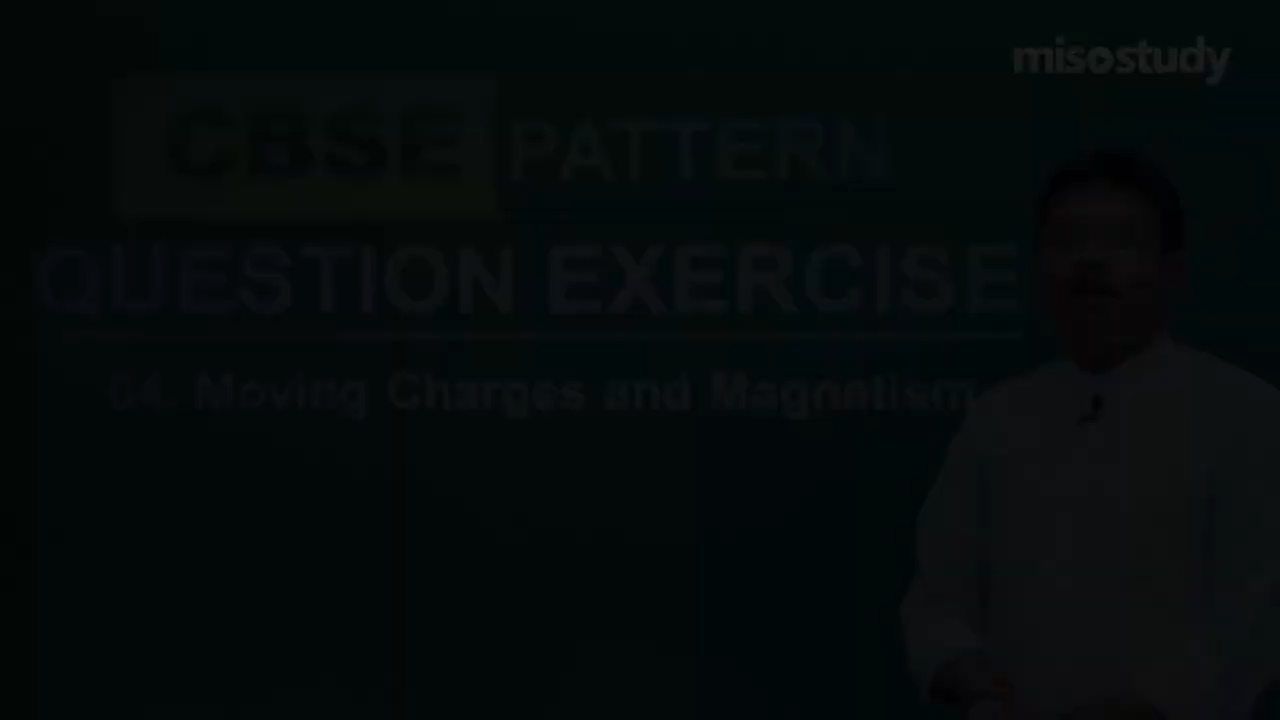 misostudy
CBSE PATTERN
QUESTION EXERCISE
04. Moving Charges and Magnetism